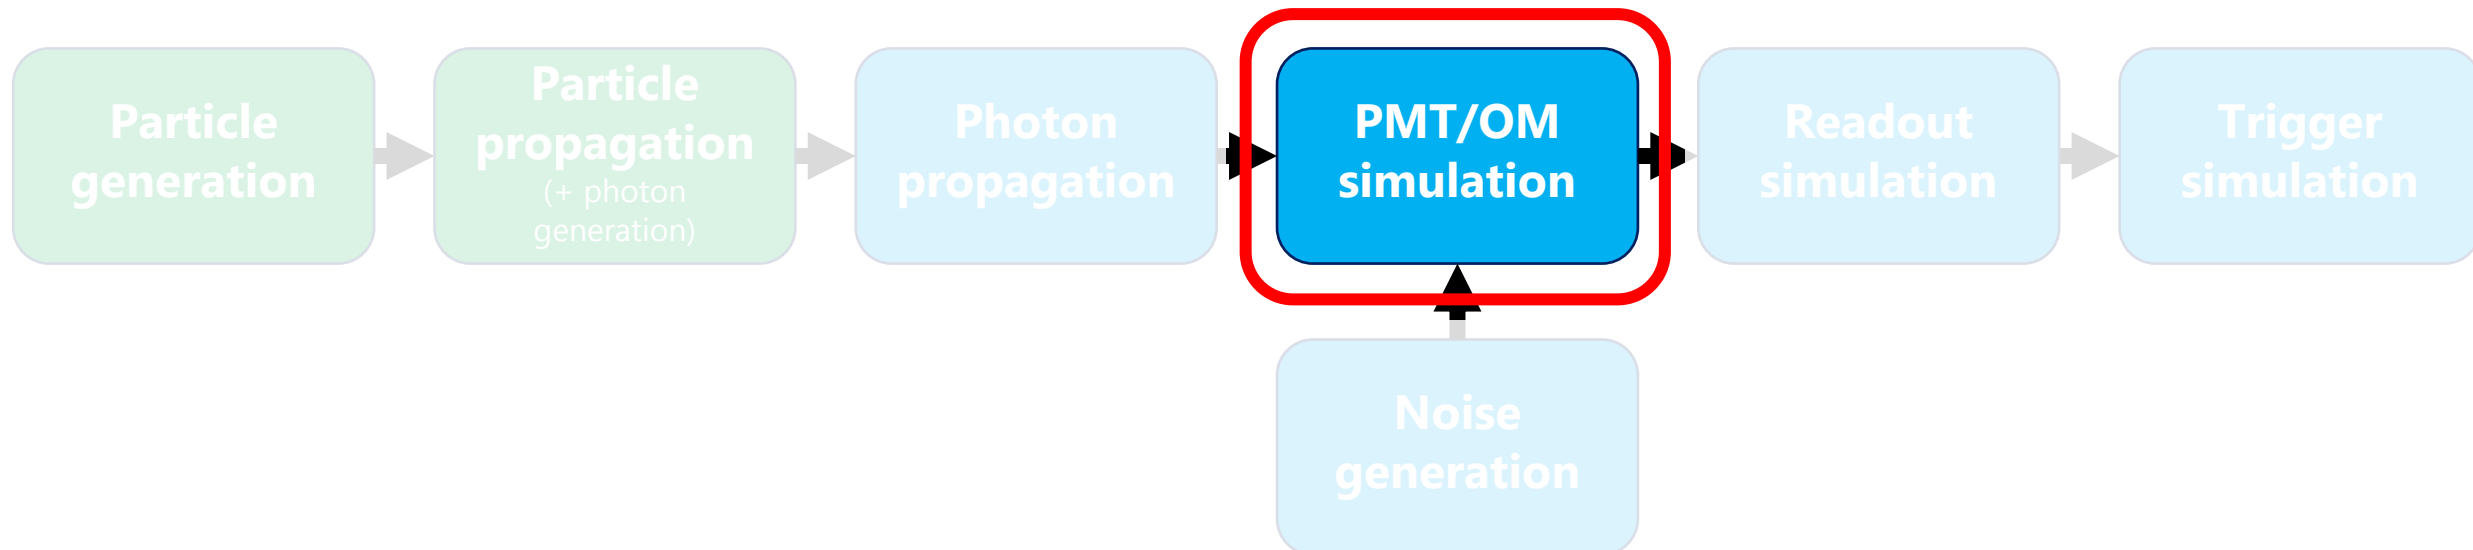 Particle
generation
Particle
propagation
(+ photon
generation)
Photon
propagation
PMT/OM
simulation
Readout
simulation
Trigger
simulation
Noise
generation